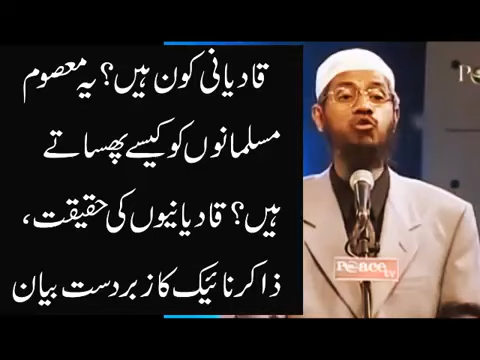 قادیانی کون ہیں؟ یہ معصوم
مسلمانوں کو کیسے پھساتے
ہیں؟ قادیانیوں کی حقیقت،
ذاکر نائیک کا زبردست بیان
P
Peace tv